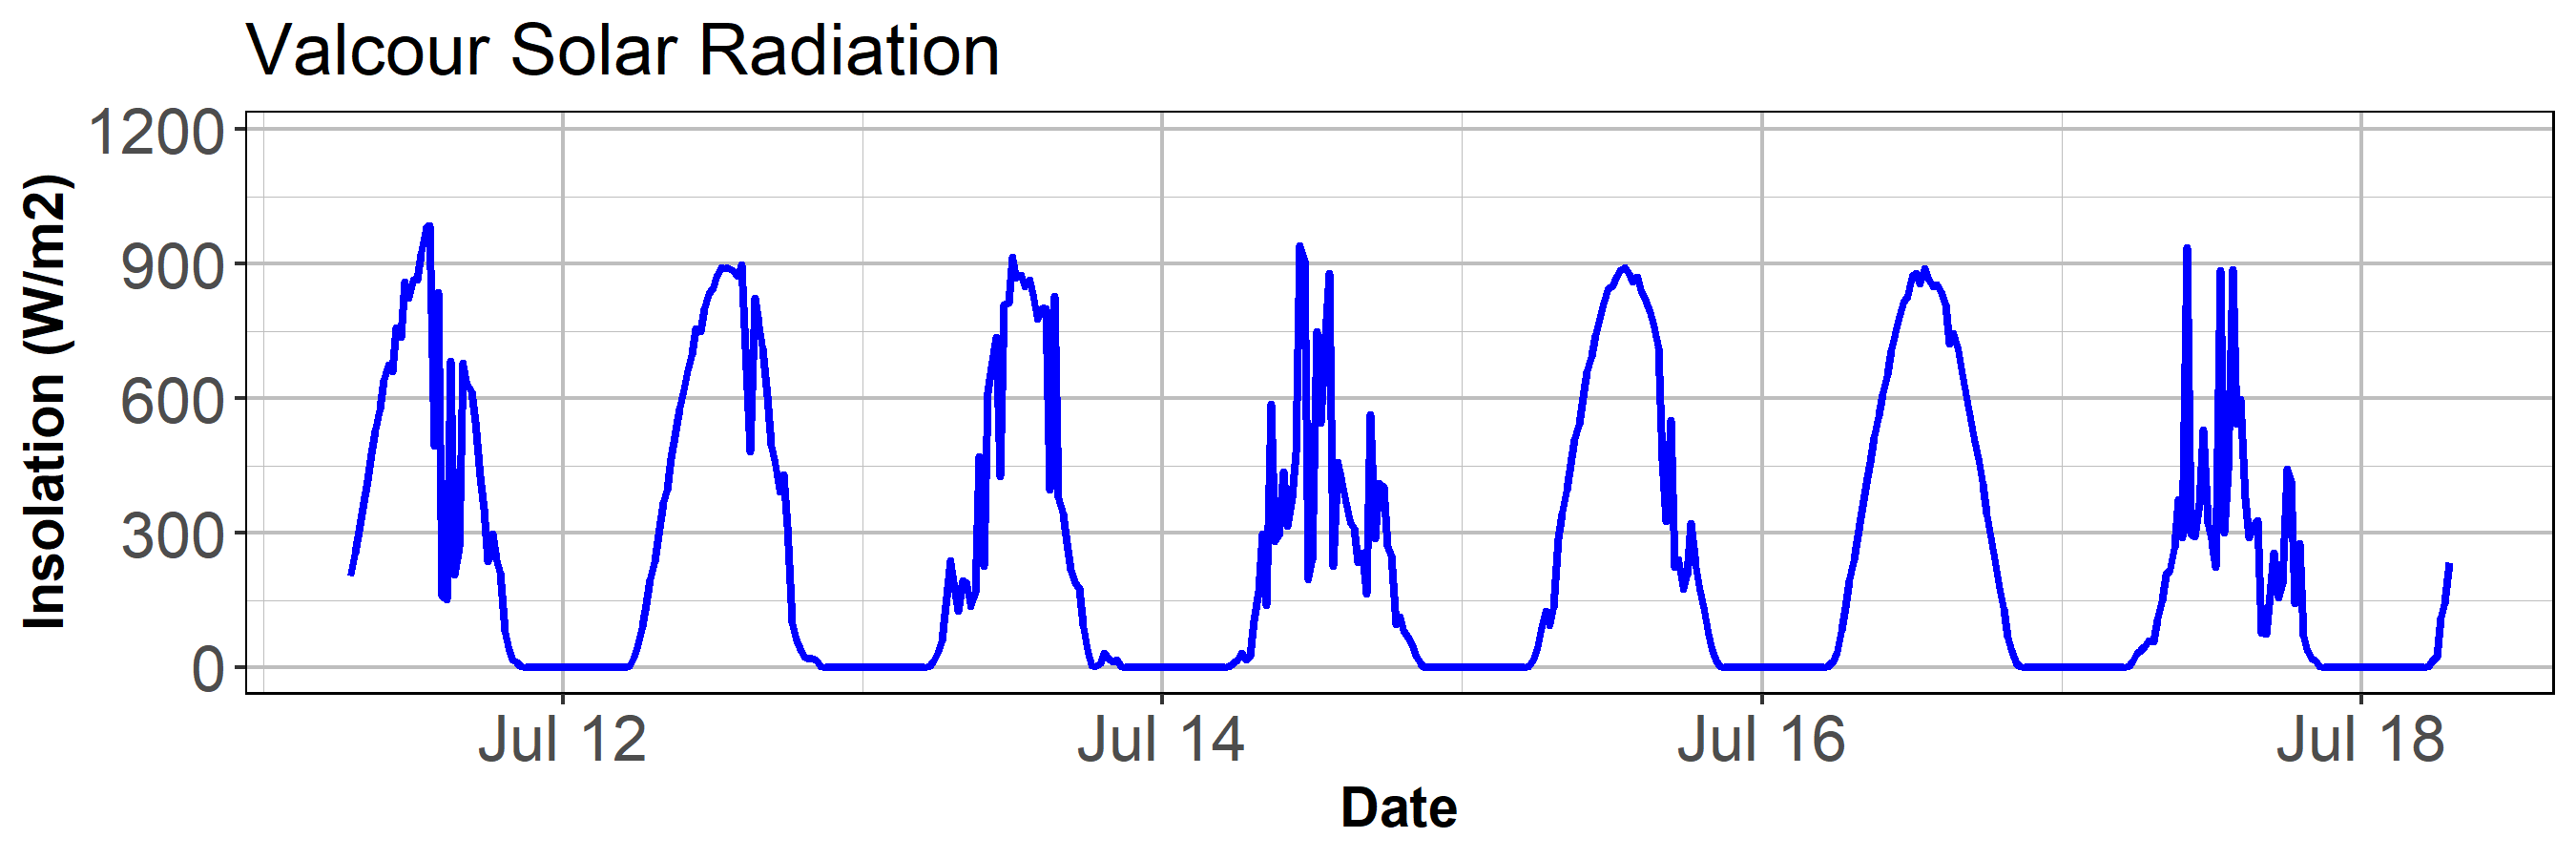 Valcour Solar Radiation
1200
900
600
300
0
Insolation (W/m2)
Jul 12 Jul 14 Jul 16 Jul 18
Date